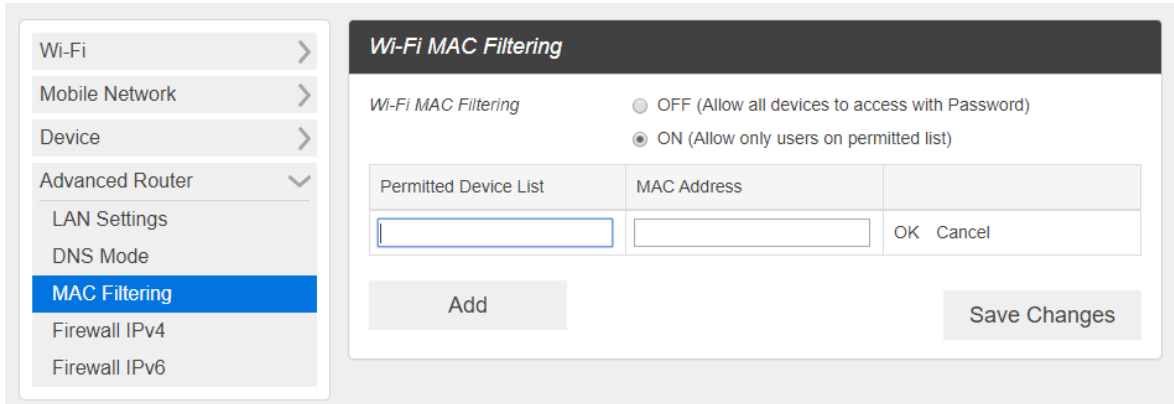 Wi-Fi
Mobile Network
Device
Advanced Router
LAN Settings
DNS Mode
MAC Filtering
Firewall IPv4
Firewall IPv6
Wi-Fi MAC Filtering
Wi-Fi MAC Filtering OFF (Allow all devices to access with Password)
ON (Allow only users on permitted list)
Permitted Device List MAC Address
OK Cancel
Add
Save Changes